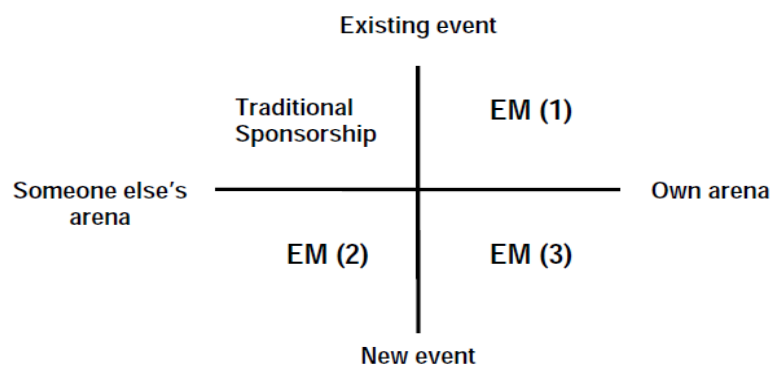 Existing event
Traditional
Sponsorship
EM (1)
Someone else's
arena
Own arena
EM (2)
EM (3)
New event